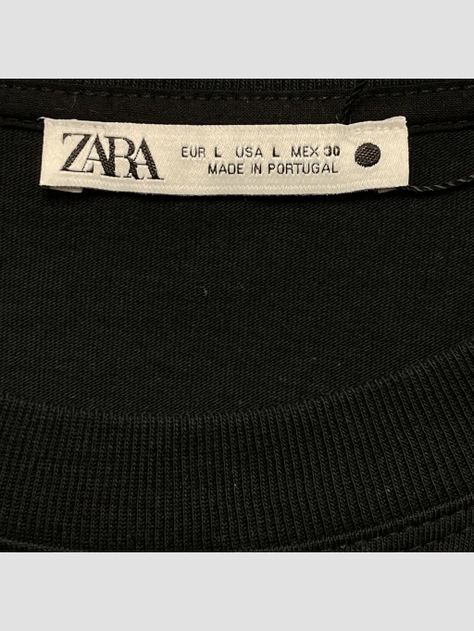 ZARA
EUR L USA L MEX 30
MADE IN PORTUGAL